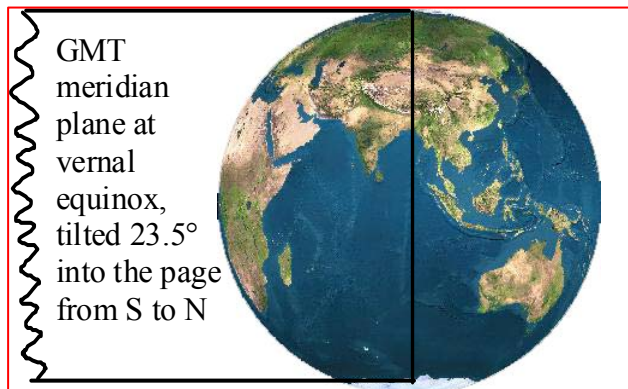 GMT
meridian
plane at
vernal
equinox,
tilted 23.5°
into the page
from S to N